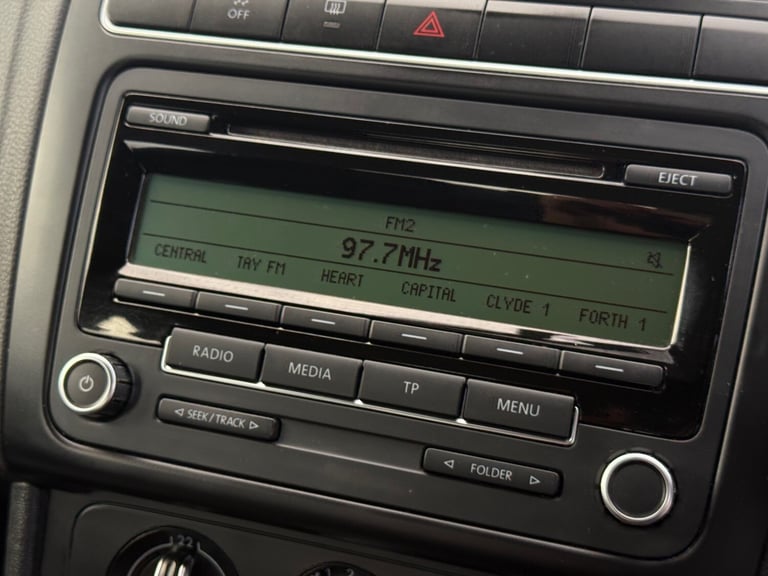 OFF
SOUND
EJECT
FM2
97.7MHz
CENTRAL TAY FM HEART CAPITAL CLYDE 1 FORTH 1
RADIO MEDIA TP MENU
SEEK/TRACK
FOLDER
22